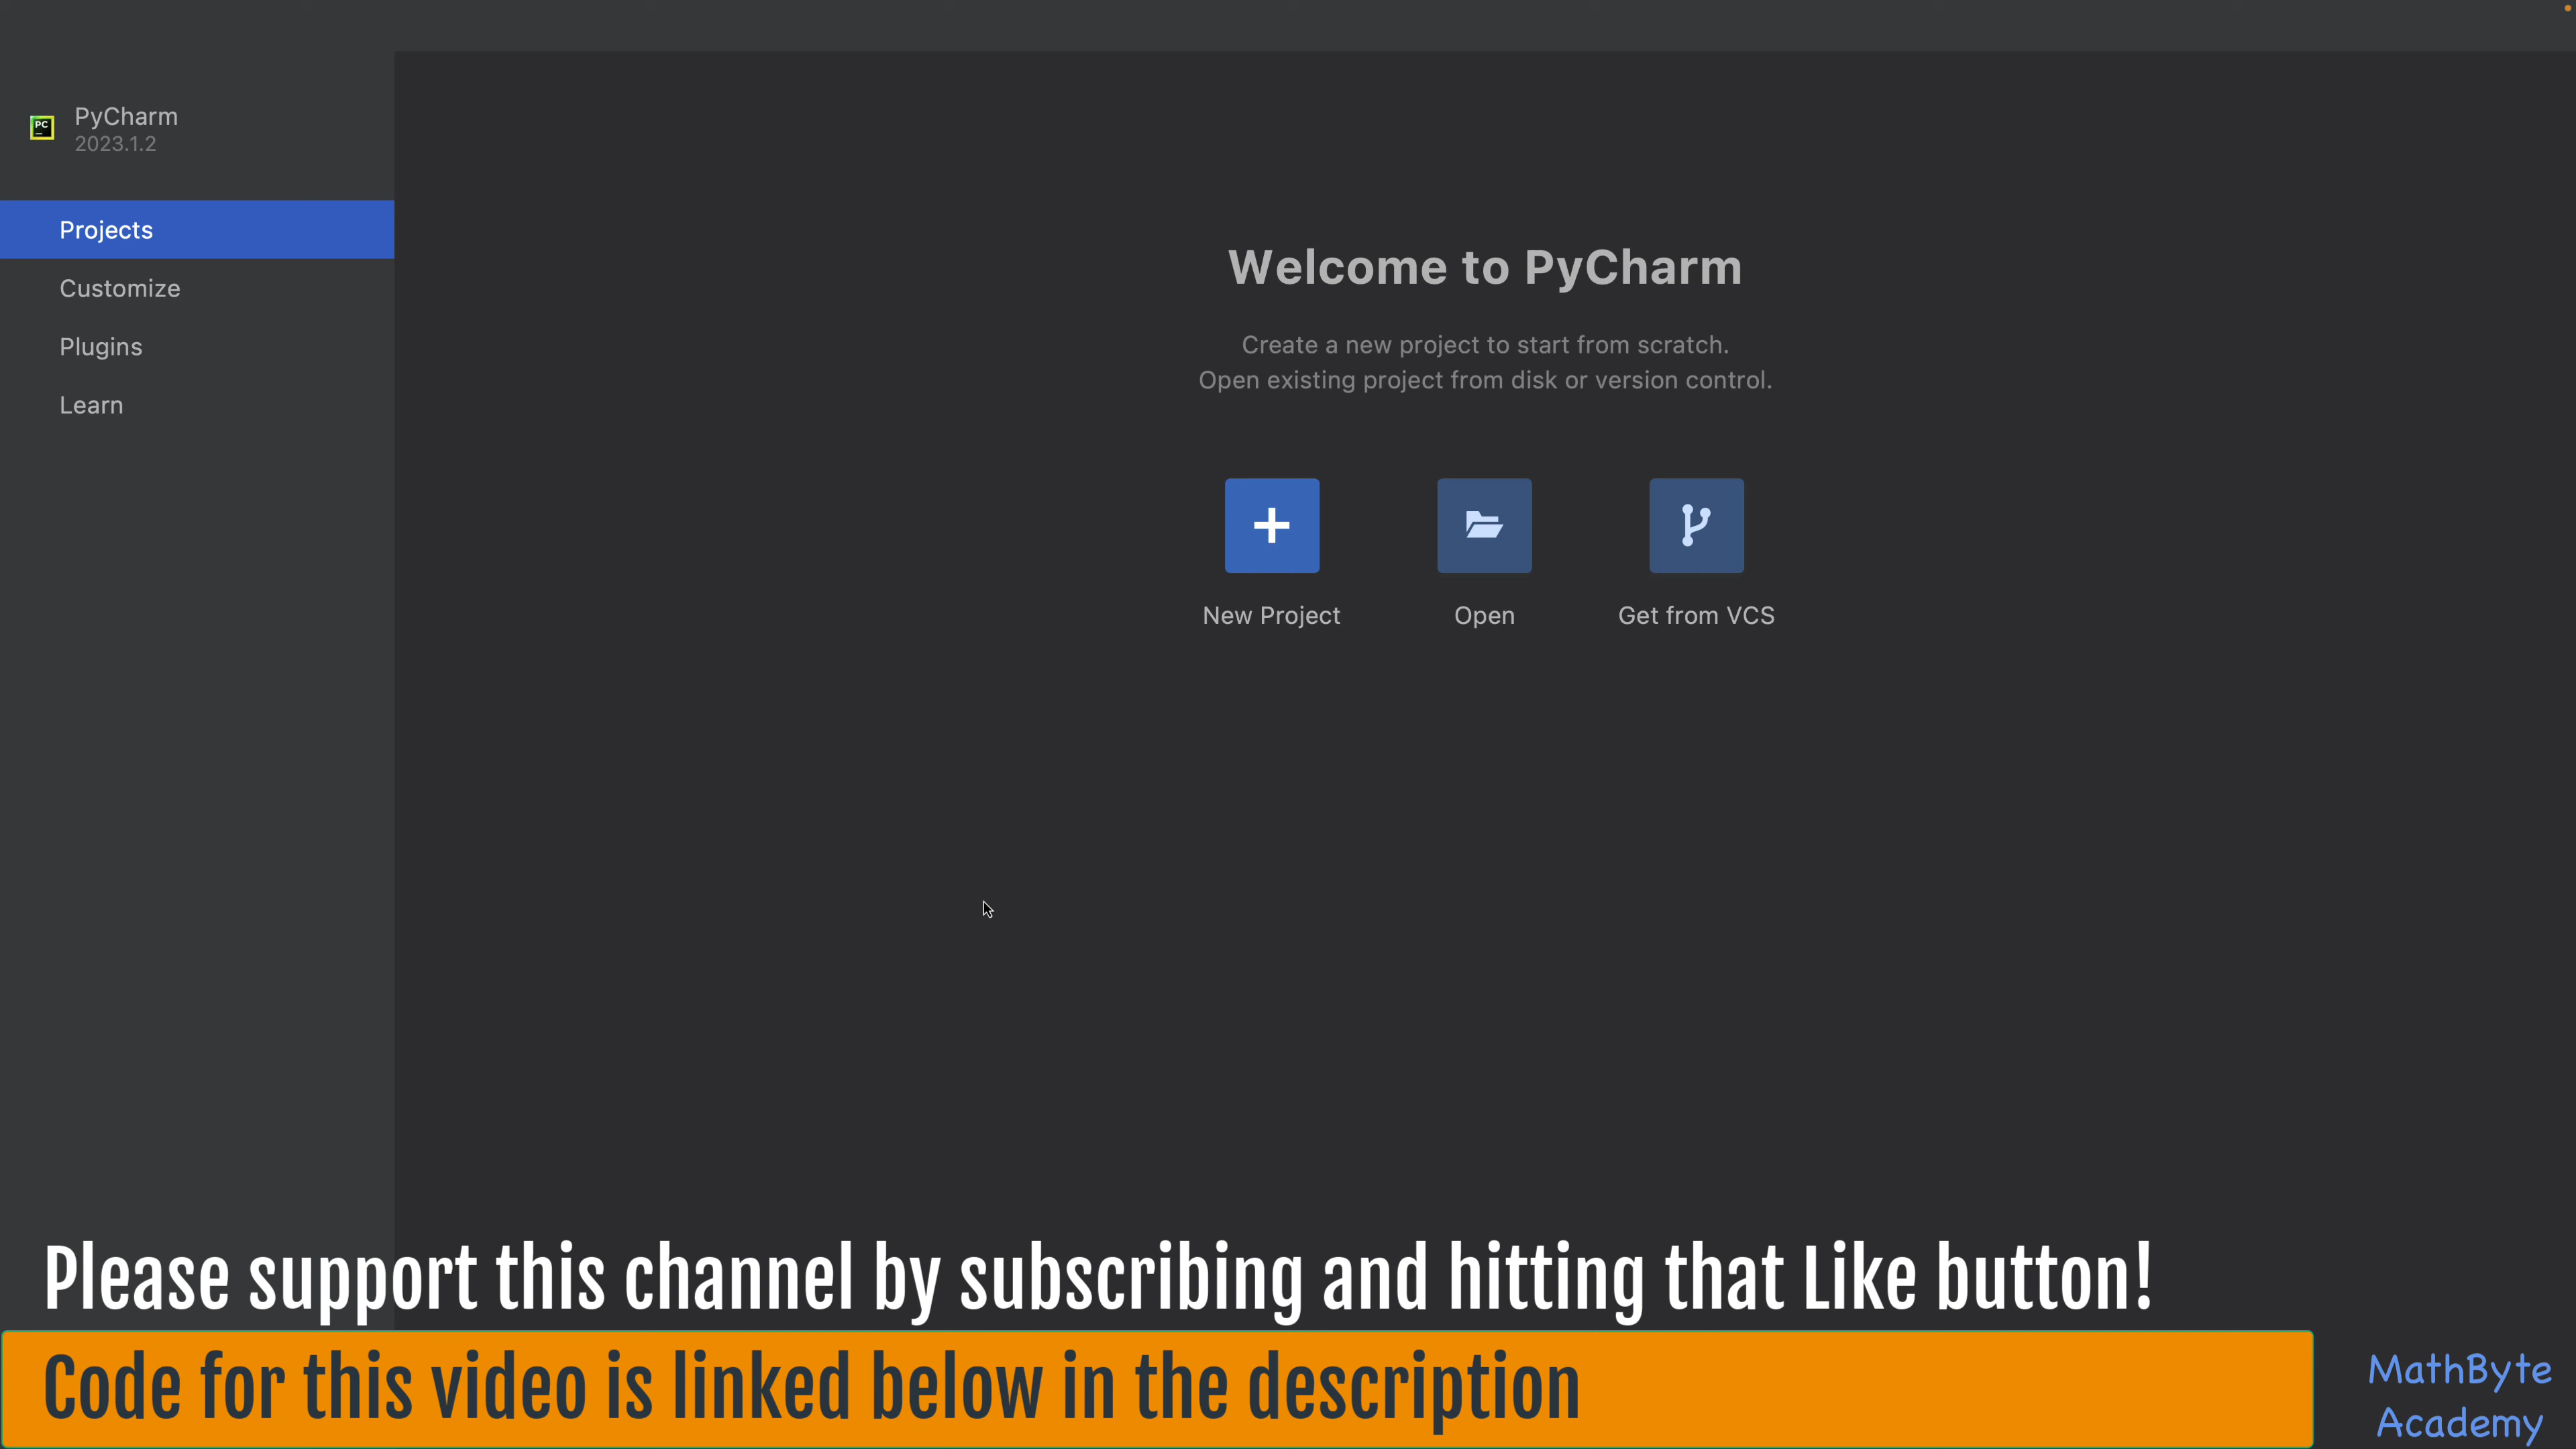 PyCharm
2023.1.2
Projects
Customize
Plugins
Learn
Welcome to PyCharm
Create a new project to start from scratch.
Open existing project from disk or version control.
New Project
Open
Get from VCS
Please support this channel by subscribing and hitting that Like button!
Code for this video is linked below in the description
MathByte
Academy